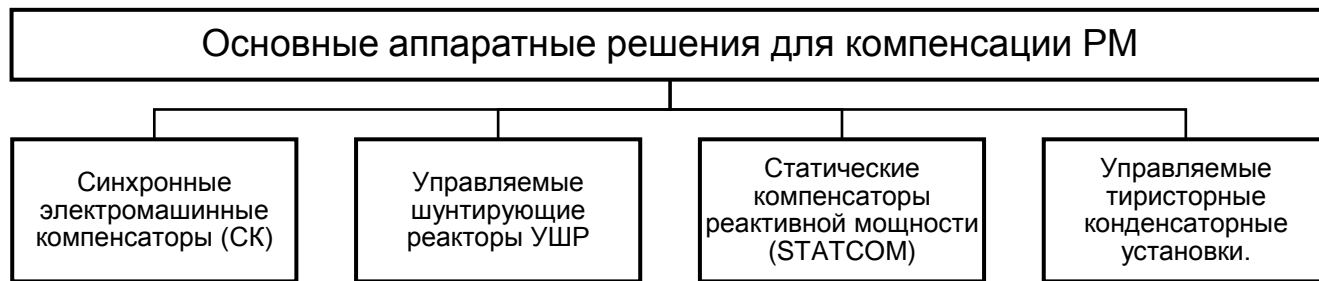 Основные аппаратные решения для компенсации РМ
Синхронные
электромашинные
компенсаторы (СК)
Управляемые
шунтирующие
реакторы УШР
Статические
компенсаторы
реактивной мощности
(STATCOM)
Управляемые
тиристорные
конденсаторные
установки.